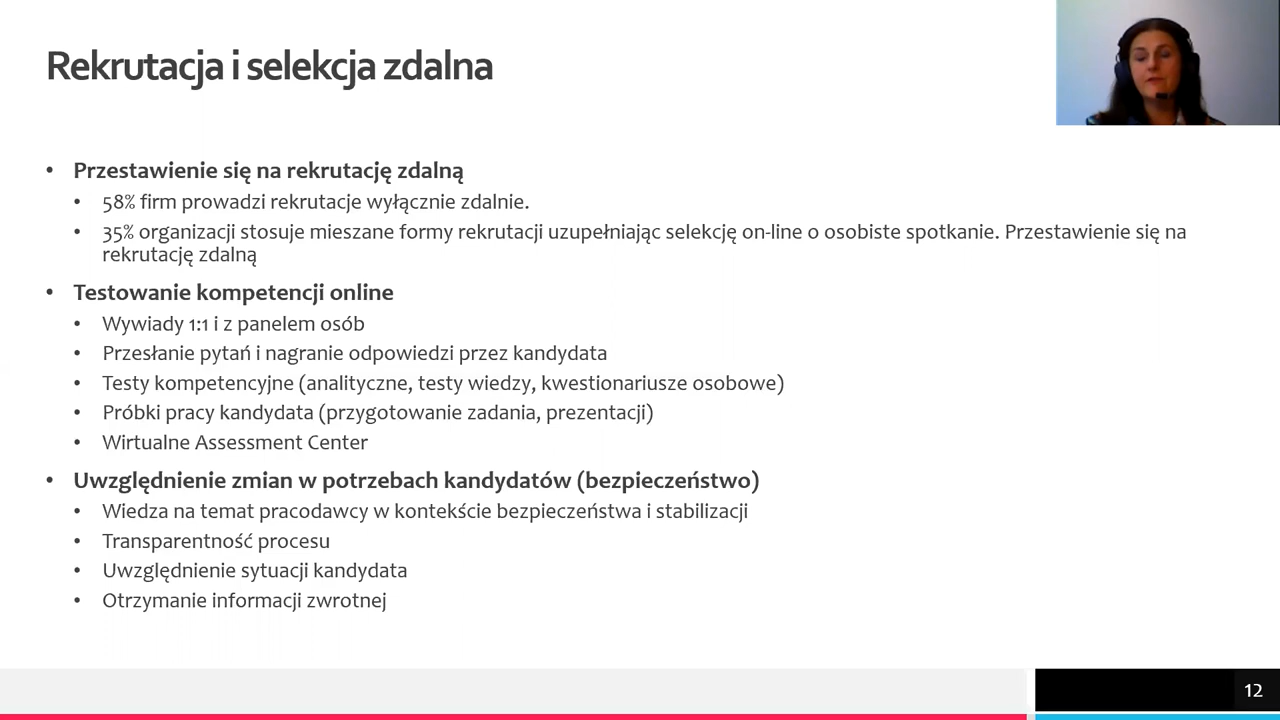 Rekrutacja i selekcja zdalna
• Przestawienie się na rekrutację zdalną
• 58% firm prowadzi rekrutacje wyłącznie zdalnie.
• 35% organizacji stosuje mieszane formy rekrutacji uzupełniając selekcję on-line o osobiste spotkanie. Przestawienie się na
rekrutację zdalną
• Testowanie kompetencji online
• Wywiady 1:1 i z panelem osób
• Przesłanie pytań i nagranie odpowiedzi przez kandydata
• Testy kompetencyjne (analityczne, testy wiedzy, kwestionariusze osobowe)
• Próbki pracy kandydata (przygotowanie zadania, prezentacji)
• Wirtualne Assessment Center
• Uwzględnienie zmian w potrzebach kandydatów (bezpieczeństwo)
• Wiedza na temat pracodawcy w kontekście bezpieczeństwa i stabilizacji
• Transparentność procesu
• Uwzględnienie sytuacji kandydata
• Otrzymanie informacji zwrotnej
12